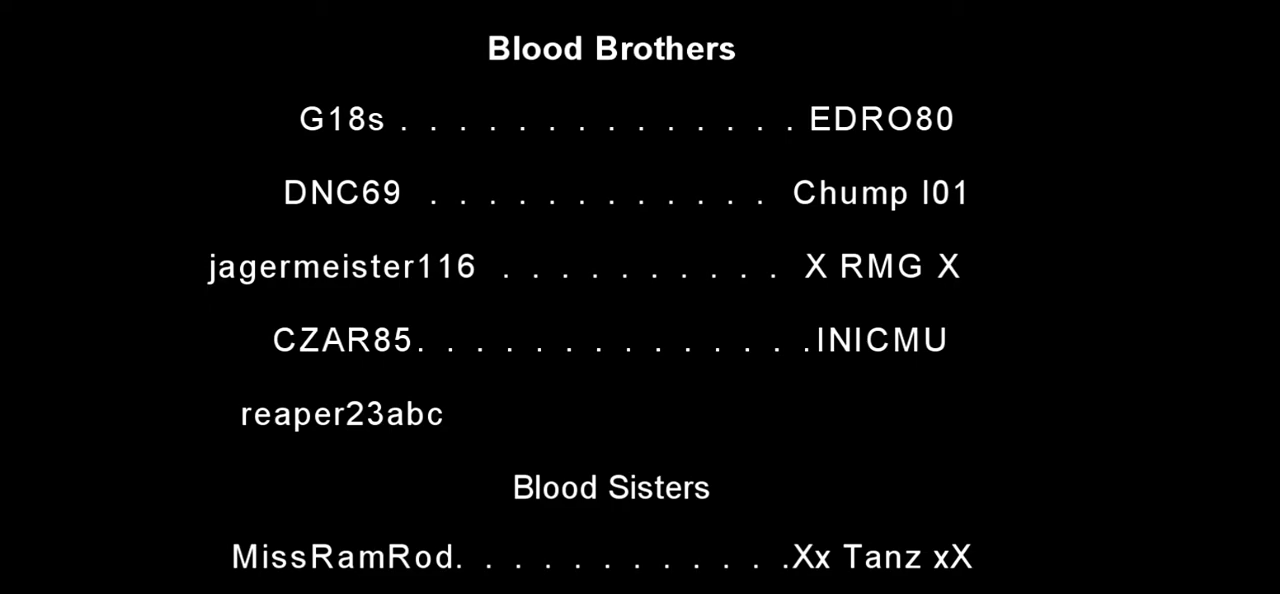 Blood Brothers
G18s . . . . . . . . . . . . . . EDRO80
DNC69 . . . . . . . . . . . . Chump l01
jagermeister116 . . . . . . . . . . X RMG X
CZAR85. . . . . . . . . . . . . .INICMU
reaper23abc
Blood Sisters
MissRamRod. . . . . . . . . . . .Xx Tanz xX